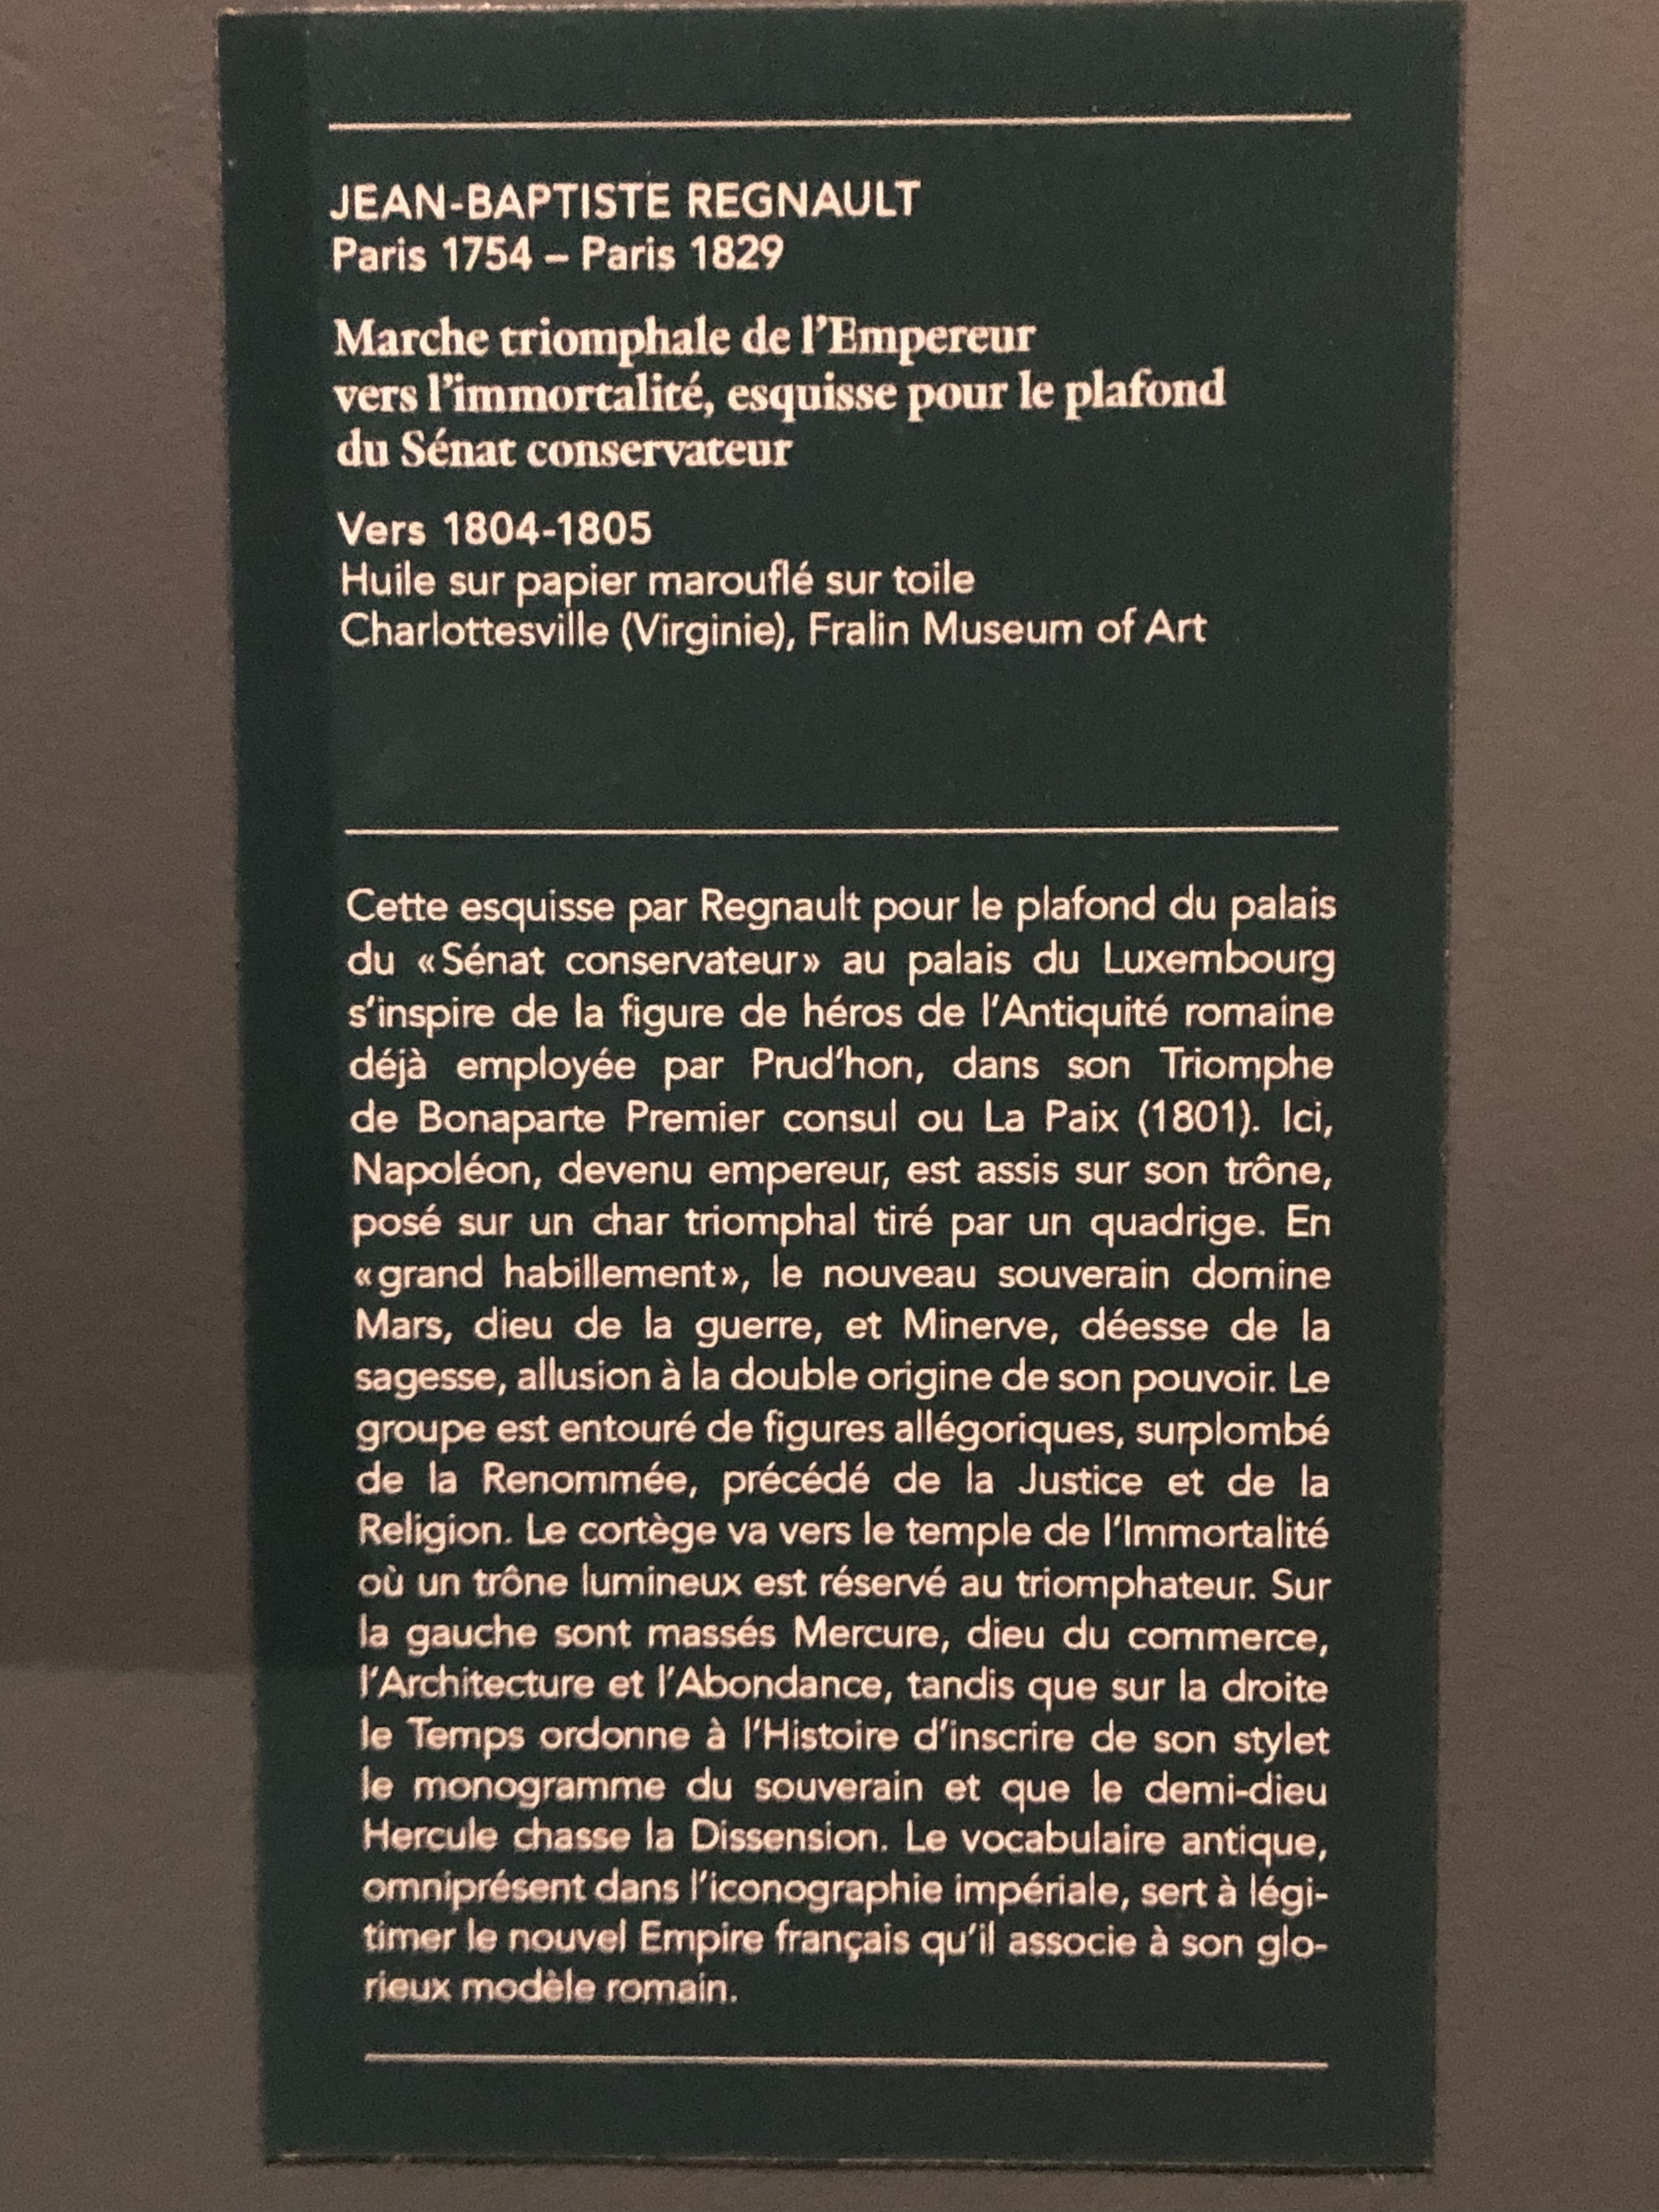 JEAN-BAPTISTE REGNAULT
Paris 1754 – Paris 1829
Marche triomphale de l’Empereur
vers l’immortalité, esquisse pour le plafond
du Sénat conservateur
Vers 1804-1805
Huile sur papier marouflé sur toile
Charlottesville (Virginie), Fralin Museum of Art
Cette esquisse par Regnault pour le plafond du palais
du «Sénat conservateur» au palais du Luxembourg
s’inspire de la figure de héros de l’Antiquité romaine
déjà employée par Prud’hon, dans son Triomphe
de Bonaparte Premier consul ou La Paix (1801). Ici,
Napoléon, devenu empereur, est assis sur son trône,
posé sur un char triomphal tiré par un quadrige. En
«grand habillement», le nouveau souverain domine
Mars, dieu de la guerre, et Minerve, déesse de la
sagesse, allusion à la double origine de son pouvoir. Le
groupe est entouré de figures allégoriques, surplombé
de la Renommée, précédé de la Justice et de la
Religion. Le cortège va vers le temple de l’Immortalité
où un trône lumineux est réservé au triomphateur. Sur
la gauche sont massés Mercure, dieu du commerce,
l’Architecture et l’Abondance, tandis que sur la droite
le Temps ordonne à l’Histoire d’inscrire de son stylet
le monogramme du souverain et que le demi-dieu
Hercule chasse la Dissension. Le vocabulaire antique,
omniprésent dans l’iconographie impériale, sert à légi-
timer le nouvel Empire français qu’il associe à son glo-
rieux modèle romain.